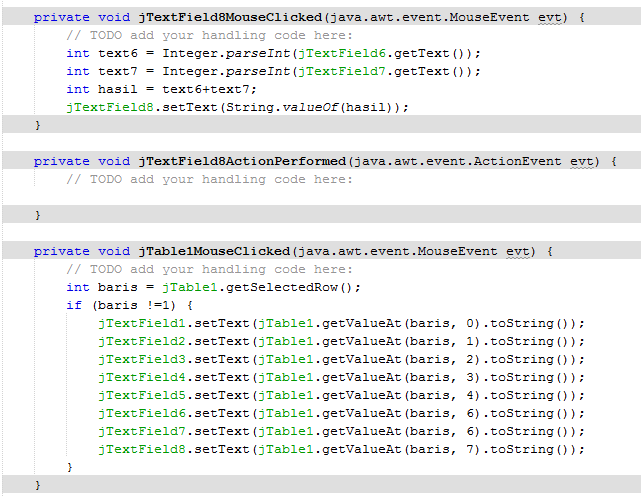 private void jTextField8MouseClicked(java.awt.event.MouseEvent evt) {
// TODO add your handling code here:
int text6 = Integer.parseInt(jTextField6.getText());
int text7 = Integer.parseInt(jTextField7.getText());
int hasil = text6+text7;
jTextField8.setText(String.valueOf(hasil));
}
private void jTextField8ActionPerformed(java.awt.event.ActionEvent evt) {
// TODO add your handling code here:
}
private void jTable1MouseClicked(java.awt.event.MouseEvent evt) {
// TODO add your handling code here:
int baris = jTable1.getSelectedRow();
if (baris !=1) {
jTextField1.setText(jTable1.getValueAt(baris, 0).toString());
jTextField2.setText(jTable1.getValueAt(baris, 1).toString());
jTextField3.setText(jTable1.getValueAt(baris, 2).toString());
jTextField4.setText(jTable1.getValueAt(baris, 3).toString());
jTextField5.setText(jTable1.getValueAt(baris, 4).toString());
jTextField6.setText(jTable1.getValueAt(baris, 6).toString());
jTextField7.setText(jTable1.getValueAt(baris, 6).toString());
jTextField8.setText(jTable1.getValueAt(baris, 7).toString());
}
}